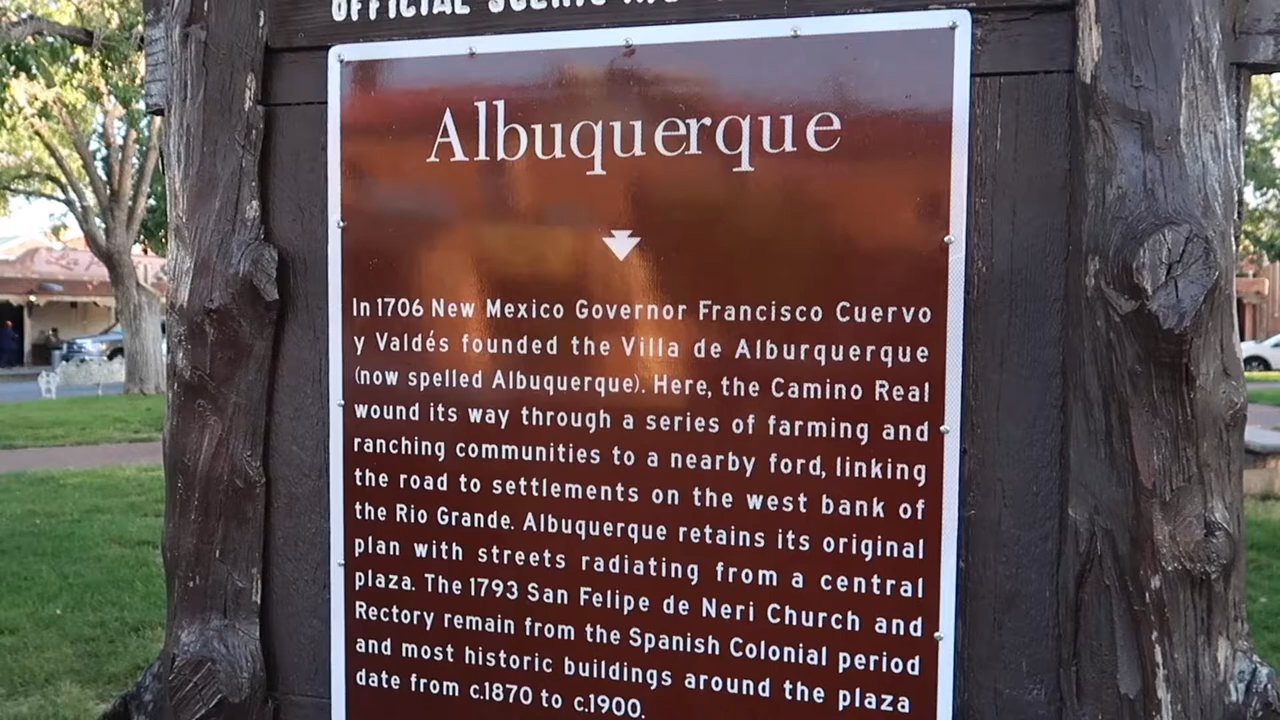 OFFICIAL SCENIC
Albuquerque
In 1706 New Mexico Governor Francisco Cuervo
y Valdés founded the Villa de Alburquerque
(now spelled Albuquerque). Here, the Camino Real
wound its way through a series of farming and
ranching communities to a nearby ford, linking
the road to settlements on the west bank of
the Rio Grande. Albuquerque retains its original
plan with streets radiating from a central
plaza. The 1793 San Felipe de Neri Church and
Rectory remain from the Spanish Colonial period
and most historic buildings around the plaza
date from c.1870 to c.1900.